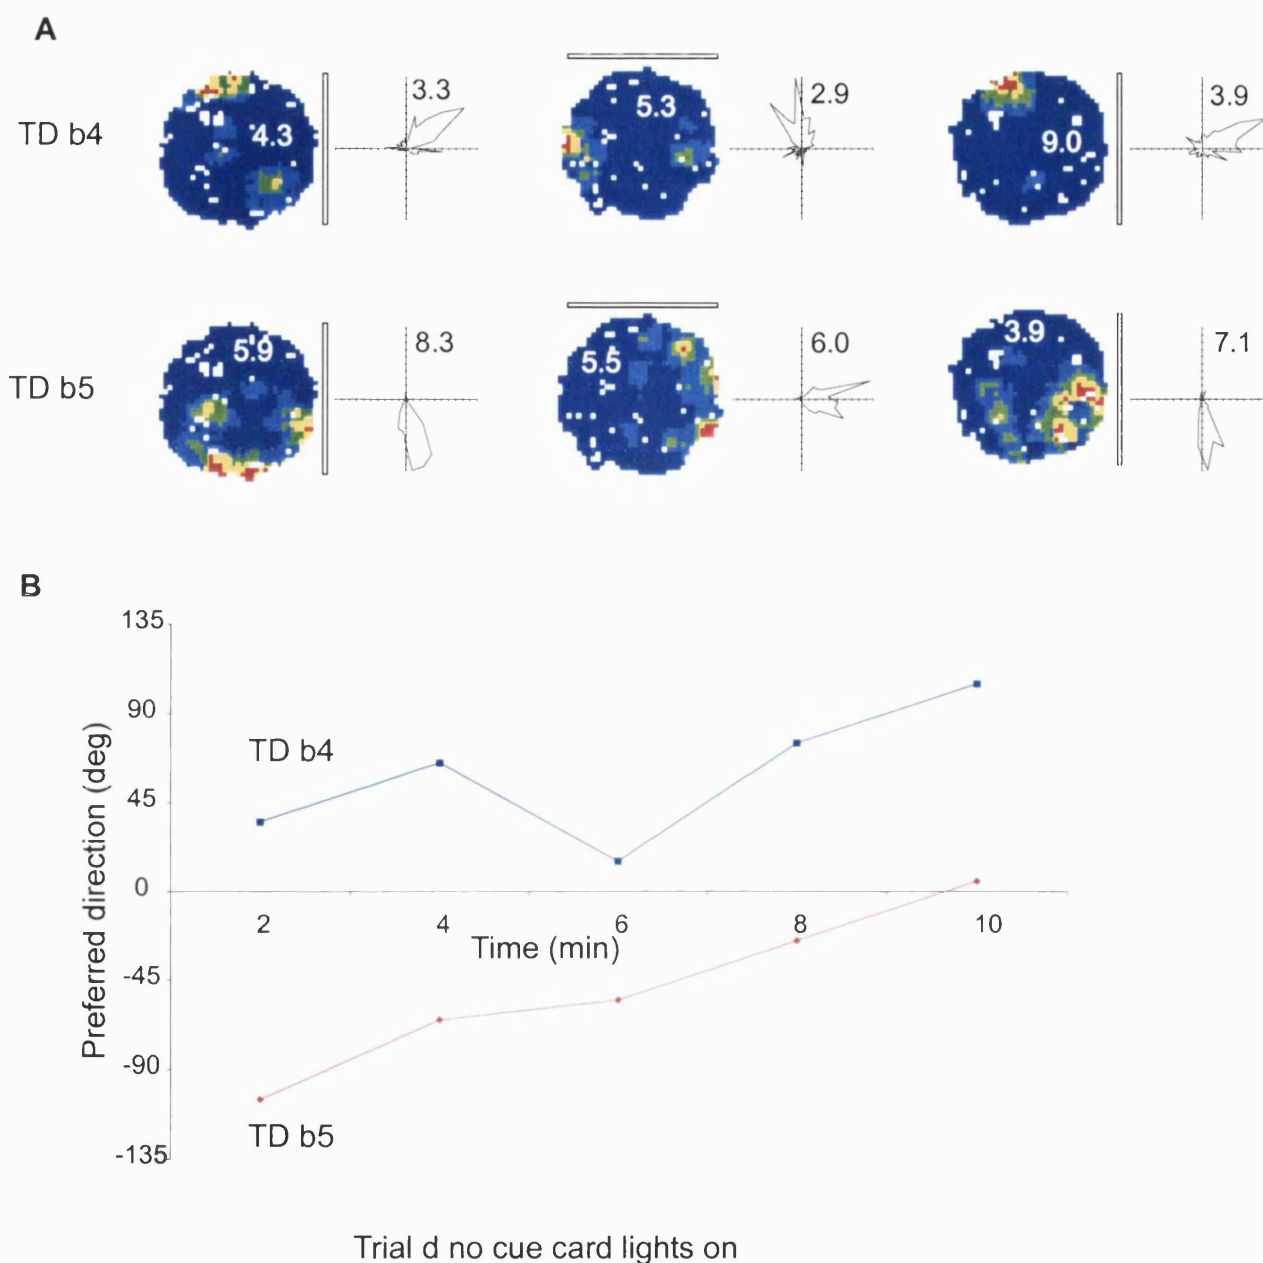 A
TD b4
4.3
3.3
5.3
2.9
9.0
3.9
TD b5
5.9
8.3
5.5
6.0
3.9
7.1
B
135
90
45
0
-45
-90
-135
Preferred direction (deg)
TD b4
2
4
6
8
10
Time (min)
TD b5
Trial d no cue card lights on